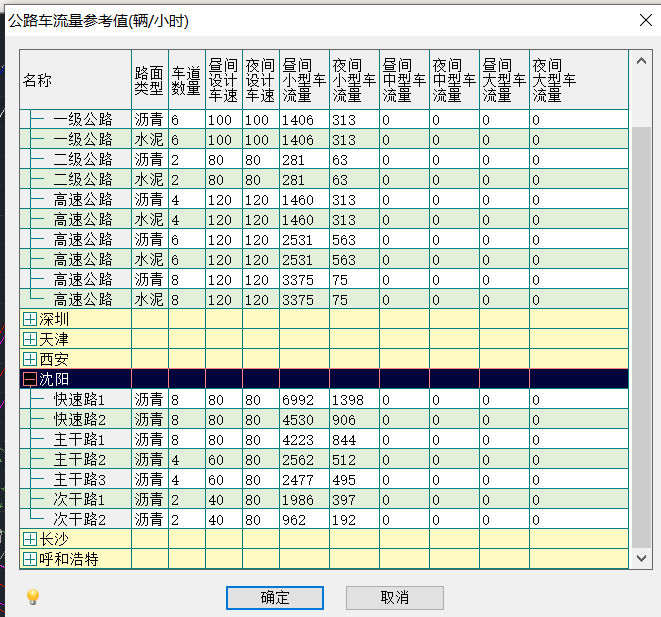 公路车流量参考值(辆/小时)
名称 路面类型 车道数量 昼间设计车速 夜间设计车速 昼间小型车流量 夜间小型车流量 昼间中型车流量 夜间中型车流量 昼间大型车流量 夜间大型车流量
一级公路 沥青 6 100 100 1406 313 0 0 0 0
一级公路 水泥 6 100 100 1406 313 0 0 0 0
二级公路 沥青 2 80 80 281 63 0 0 0 0
二级公路 水泥 2 80 80 281 63 0 0 0 0
高速公路 沥青 4 120 120 1460 313 0 0 0 0
高速公路 水泥 4 120 120 1460 313 0 0 0 0
高速公路 沥青 6 120 120 2531 563 0 0 0 0
高速公路 水泥 6 120 120 2531 563 0 0 0 0
高速公路 沥青 8 120 120 3375 75 0 0 0 0
高速公路 水泥 8 120 120 3375 75 0 0 0 0
深圳
天津
西安
沈阳
快速路1 沥青 8 80 80 6992 1398 0 0 0 0
快速路2 沥青 8 80 80 4530 906 0 0 0 0
主干路1 沥青 8 80 80 4223 844 0 0 0 0
主干路2 沥青 4 60 80 2562 512 0 0 0 0
主干路3 沥青 4 60 80 2477 495 0 0 0 0
次干路1 沥青 2 40 80 1986 397 0 0 0 0
次干路2 沥青 2 40 80 962 192 0 0 0 0
长沙
呼和浩特
确定 取消